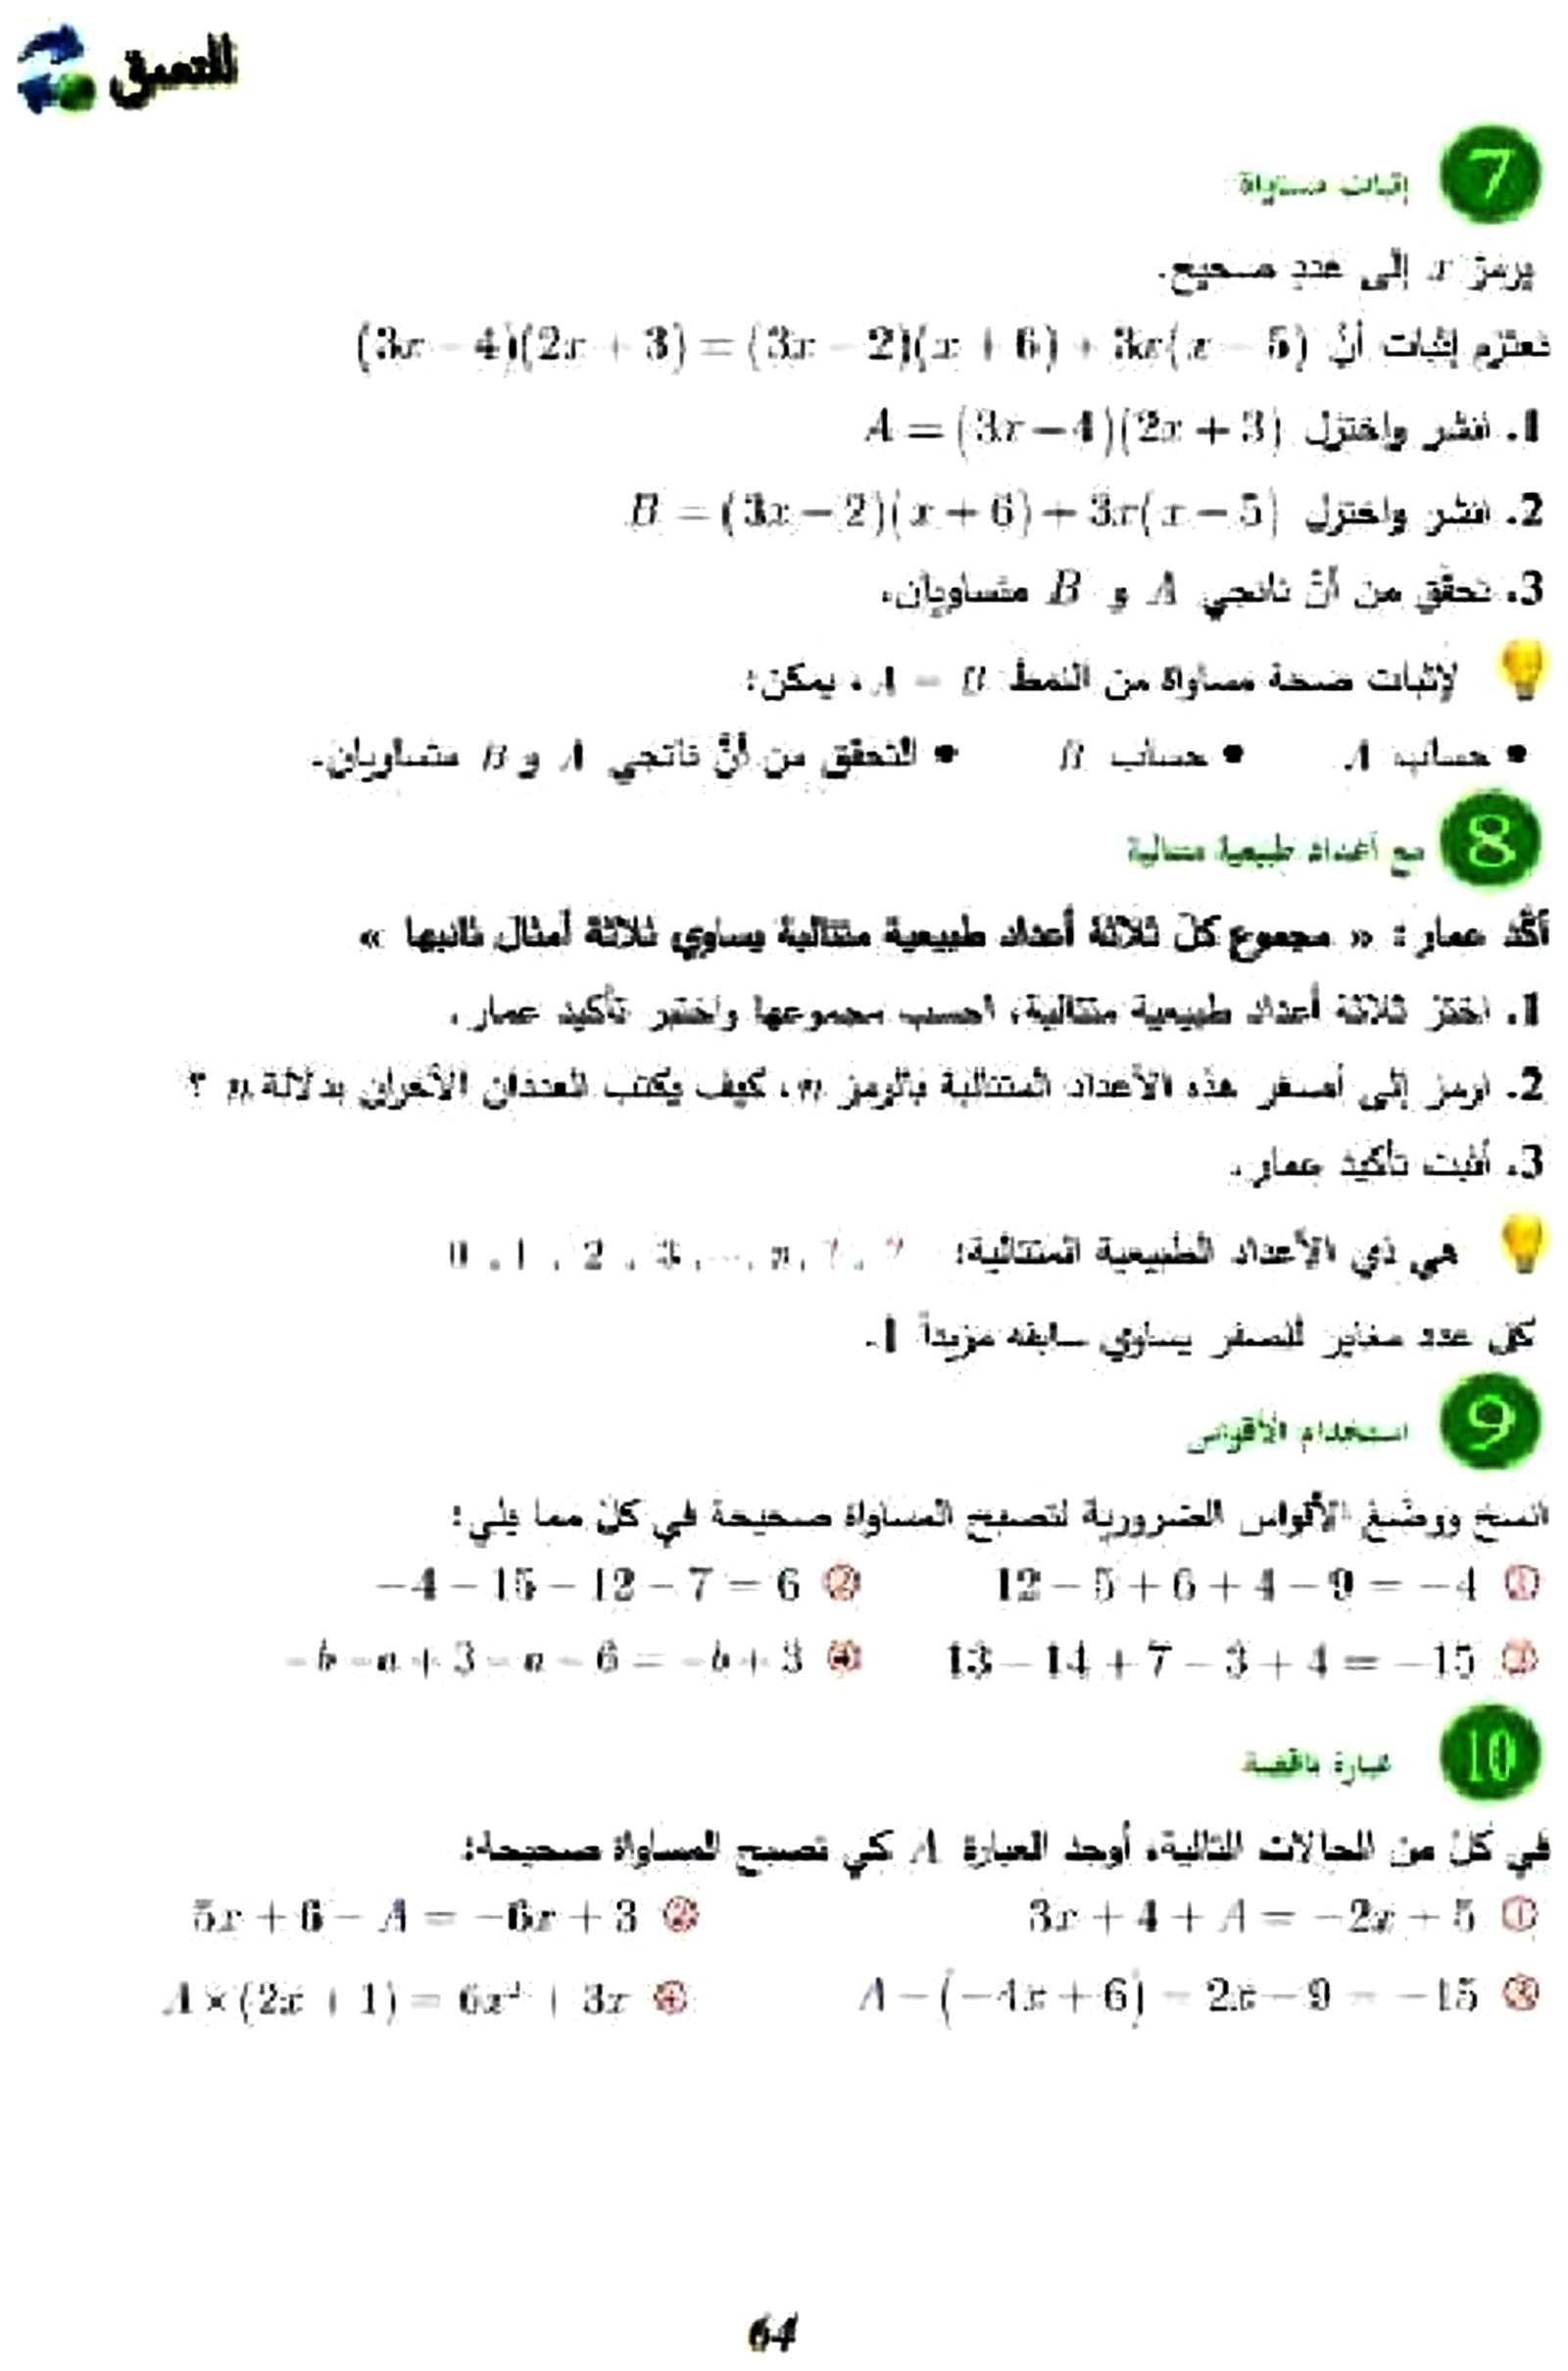 للتعمق
7 إثبات مساواة
يرمز x إلى عدد صحيح.
نعتزم إثبات أنّ (3x − 4)(2x + 3) = (3x − 2)(x + 6) + 3x(x − 5)
1. انشر واختزل A = (3x − 4)(2x + 3)
2. انشر واختزل B = (3x − 2)(x + 6) + 3x(x − 5)
3. تحقّق من أنّ ناتجي A و B متساويان.
لإثبات صحة مساواة من النمط A = B ، يمكن:
• حساب A • حساب B • التحقق من أنّ ناتجي A و B متساويان.
8 مع أعداد طبيعية متتالية
أكّد عمار : « مجموع كلّ ثلاثة أعداد طبيعية متتالية يساوي ثلاثة أمثال ثانيها »
1. اختر ثلاثة أعداد طبيعية متتالية، احسب مجموعها واختبر تأكيد عمار .
2. ارمز إلى أصغر هذه الأعداد المتتالية بالرمز n ، كيف يكتب العددان الآخران بدلالة n ؟
3. أثبت تأكيد عمار .
هي ذي الأعداد الطبيعية المتتالية: 0 , 1 , 2 , 3 , ..., n , ? , ?
كل عدد مغاير للصفر يساوي سابقه مزيداً 1.
9 استخدام الأقواس
انسخ ووضّع الأقواس الضرورية لتصبح المساواة صحيحة في كلّ مما يلي:
① 12 − 5 + 6 + 4 − 9 = −4 ② −4 − 15 − 12 − 7 = 6
③ 13 − 14 + 7 − 3 + 4 = −15 ④ −b − a + 3 − a − 6 = −b + 3
10 عبارة ناقصة
في كلّ من الحالات التالية، أوجد العبارة A كي تصبح المساواة صحيحة:
① 3x + 4 + A = −2x + 5 ② 5x + 6 − A = −6x + 3
③ A − (−4x + 6) − 2x − 9 = −15 ④ A × (2x + 1) = 6x² + 3x
64